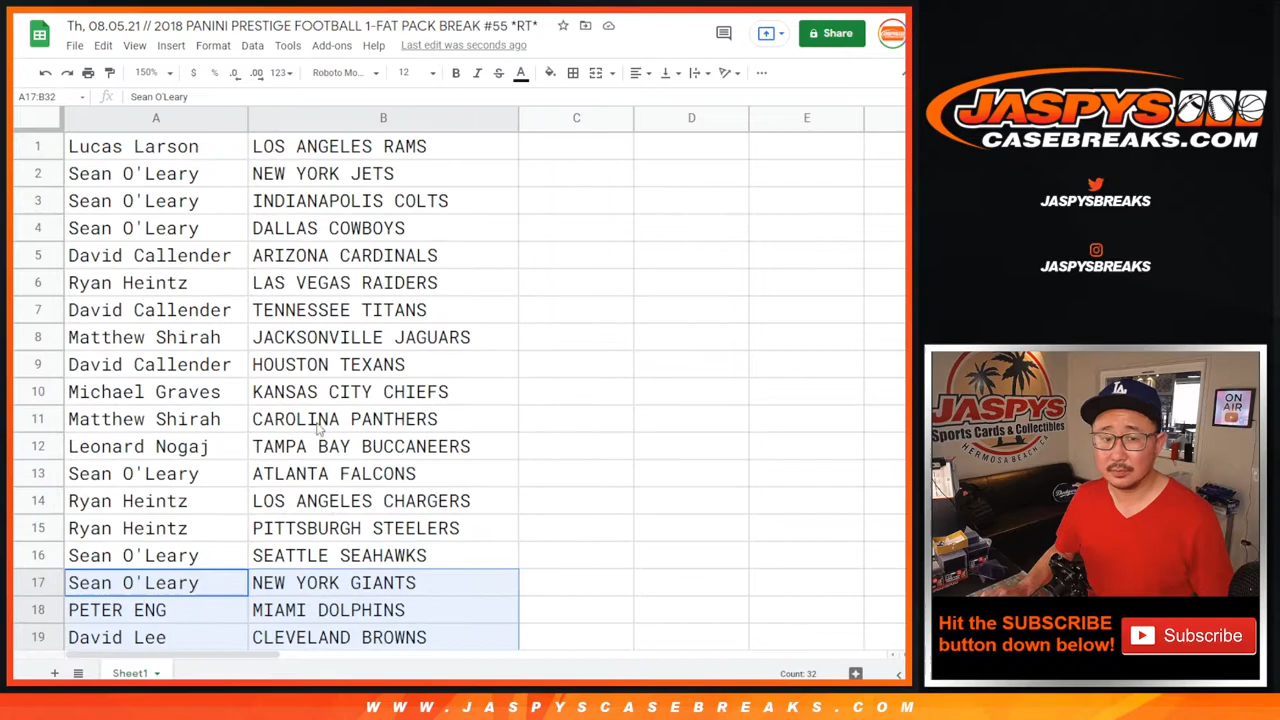 Th, 08.05.21 // 2018 PANINI PRESTIGE FOOTBALL 1-FAT PACK BREAK #55 *RT*
File Edit View Insert Format Data Tools Add-ons Help Last edit was seconds ago
Share
150% $ % .0 .00 123 Roboto Mo... 12 B I S A
A17:B32 fx Sean O'Leary
A B C D E
1 Lucas Larson LOS ANGELES RAMS
2 Sean O'Leary NEW YORK JETS
3 Sean O'Leary INDIANAPOLIS COLTS
4 Sean O'Leary DALLAS COWBOYS
5 David Callender ARIZONA CARDINALS
6 Ryan Heintz LAS VEGAS RAIDERS
7 David Callender TENNESSEE TITANS
8 Matthew Shirah JACKSONVILLE JAGUARS
9 David Callender HOUSTON TEXANS
10 Michael Graves KANSAS CITY CHIEFS
11 Matthew Shirah CAROLINA PANTHERS
12 Leonard Nogaj TAMPA BAY BUCCANEERS
13 Sean O'Leary ATLANTA FALCONS
14 Ryan Heintz LOS ANGELES CHARGERS
15 Ryan Heintz PITTSBURGH STEELERS
16 Sean O'Leary SEATTLE SEAHAWKS
17 Sean O'Leary NEW YORK GIANTS
18 PETER ENG MIAMI DOLPHINS
19 David Lee CLEVELAND BROWNS
Sheet1
Count: 32
JASPYS
CASEBREAKS.COM
JASPYSBREAKS
JASPYSBREAKS
JASPYS
Sports Cards & Collectibles
HERMOSA BEACH, CA
ON AIR
LA
Dodgers
Hit the SUBSCRIBE
button down below!
Subscribe
WWW.JASPYSCASEBREAKS.COM